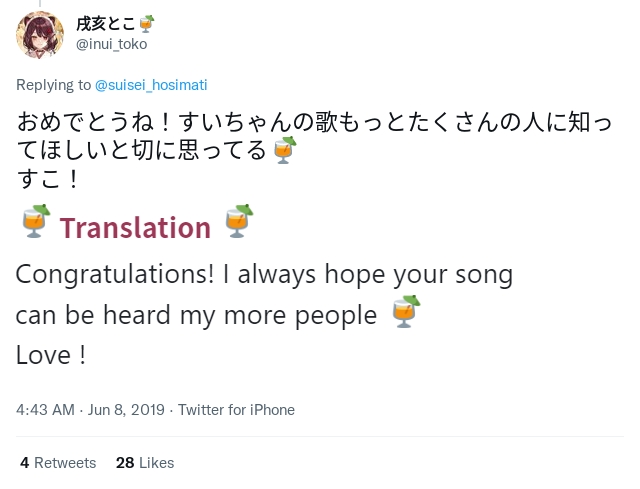 戌亥とこ🍹
@inui_toko
Replying to @suisei_hosimati
おめでとうね！すいちゃんの歌もっとたくさんの人に知っ
てほしいと切に思ってる🍹
すこ！
🍹 Translation 🍹
Congratulations! I always hope your song
can be heard my more people 🍹
Love !
4:43 AM · Jun 8, 2019 · Twitter for iPhone
4 Retweets 28 Likes